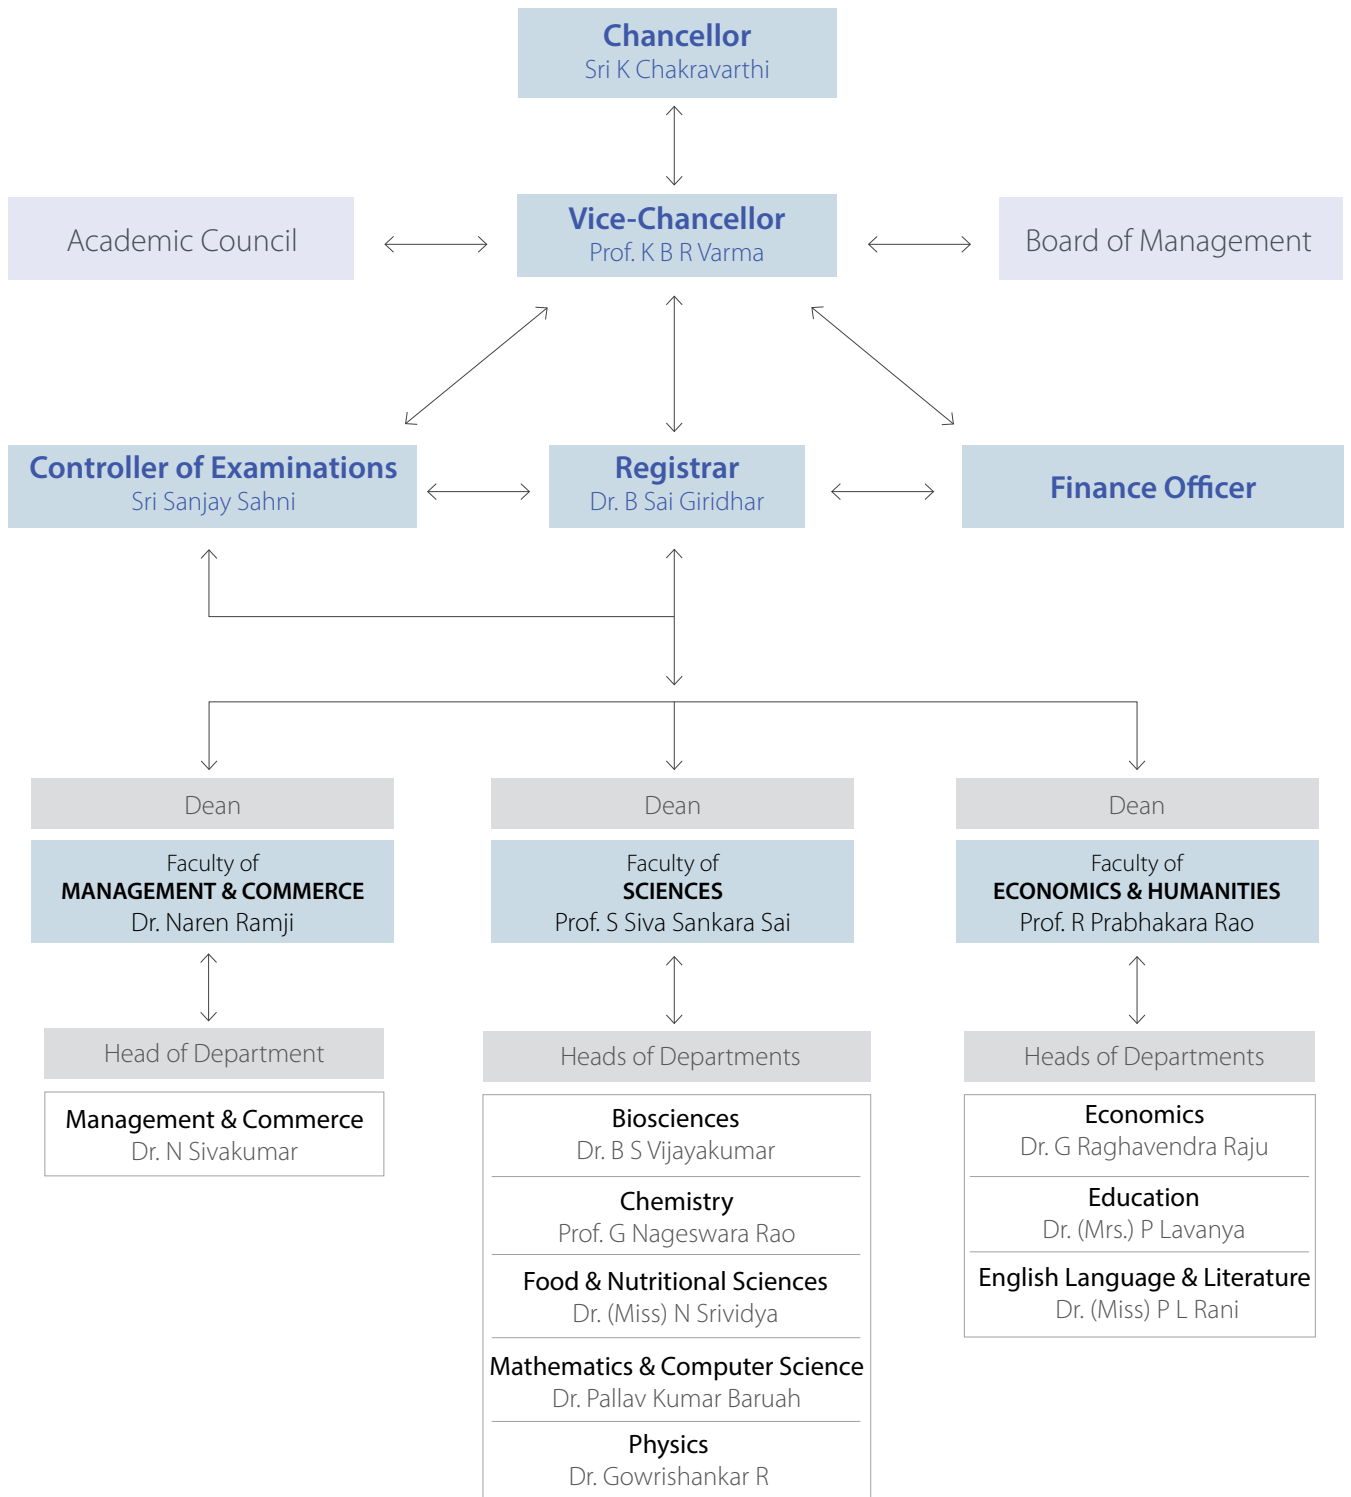 Chancellor
Sri K Chakravarthi
Academic Council
Vice-Chancellor
Prof. K B R Varma
Board of Management
Controller of Examinations
Sri Sanjay Sahni
Registrar
Dr. B Sai Giridhar
Finance Officer
Dean
Faculty of
MANAGEMENT & COMMERCE
Dr. Naren Ramji
Dean
Faculty of
SCIENCES
Prof. S Siva Sankara Sai
Dean
Faculty of
ECONOMICS & HUMANITIES
Prof. R Prabhakara Rao
Head of Department
Management & Commerce
Dr. N Sivakumar
Heads of Departments
Biosciences
Dr. B S Vijayakumar
Chemistry
Prof. G Nageswara Rao
Food & Nutritional Sciences
Dr. (Miss) N Srividya
Mathematics & Computer Science
Dr. Pallav Kumar Baruah
Physics
Dr. Gowrishankar R
Heads of Departments
Economics
Dr. G Raghavendra Raju
Education
Dr. (Mrs.) P Lavanya
English Language & Literature
Dr. (Miss) P L Rani